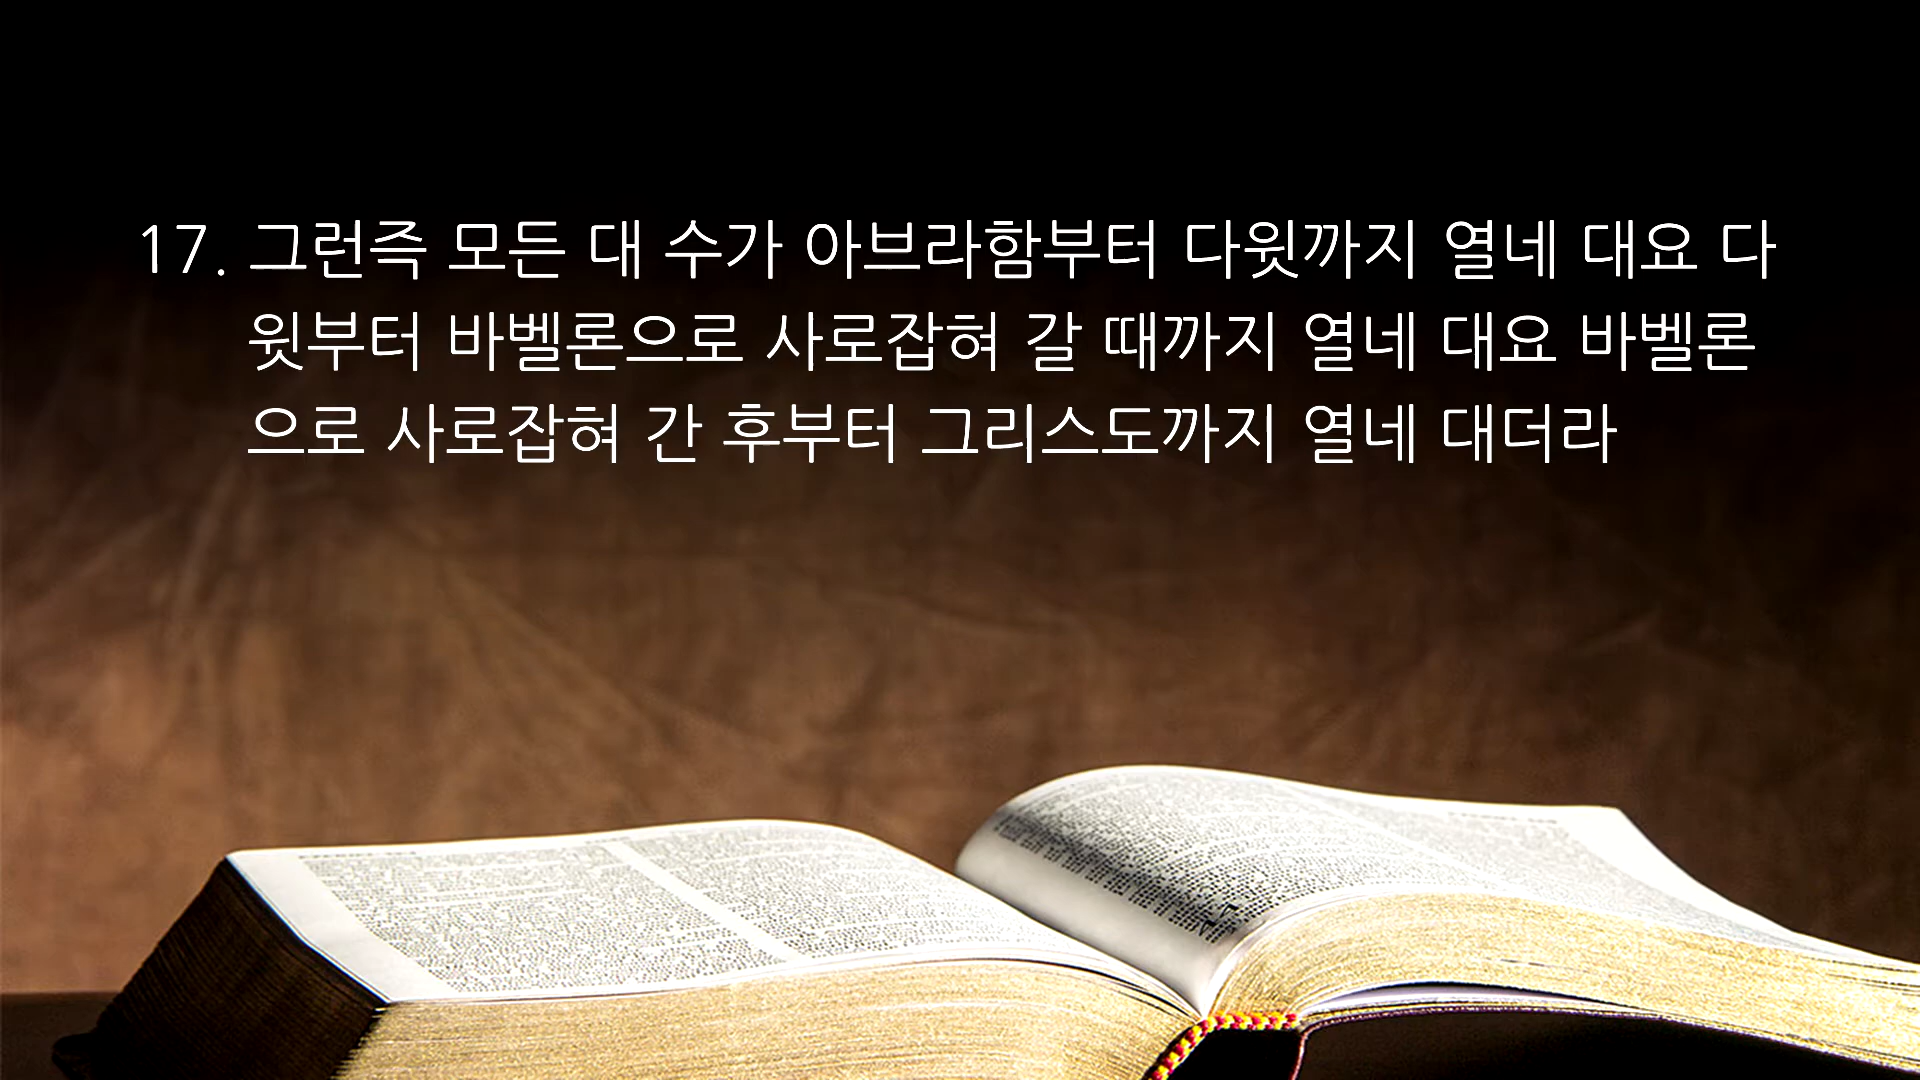 17. 그런즉 모든 대 수가 아브라함부터 다윗까지 열네 대요 다
윗부터 바벨론으로 사로잡혀 갈 때까지 열네 대요 바벨론
으로 사로잡혀 간 후부터 그리스도까지 열네 대더라